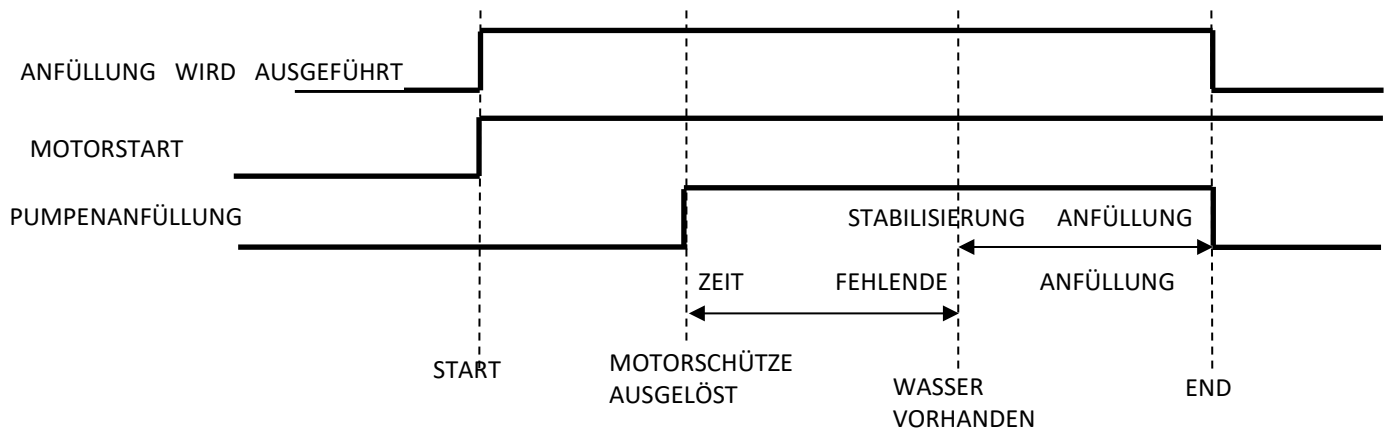 ANFÜLLUNG WIRD AUSGEFÜHRT
MOTORSTART
PUMPENANFÜLLUNG
STABILISIERUNG ANFÜLLUNG
ZEIT FEHLENDE ANFÜLLUNG
START
MOTORSCHÜTZE
AUSGELÖST
WASSER
VORHANDEN
END